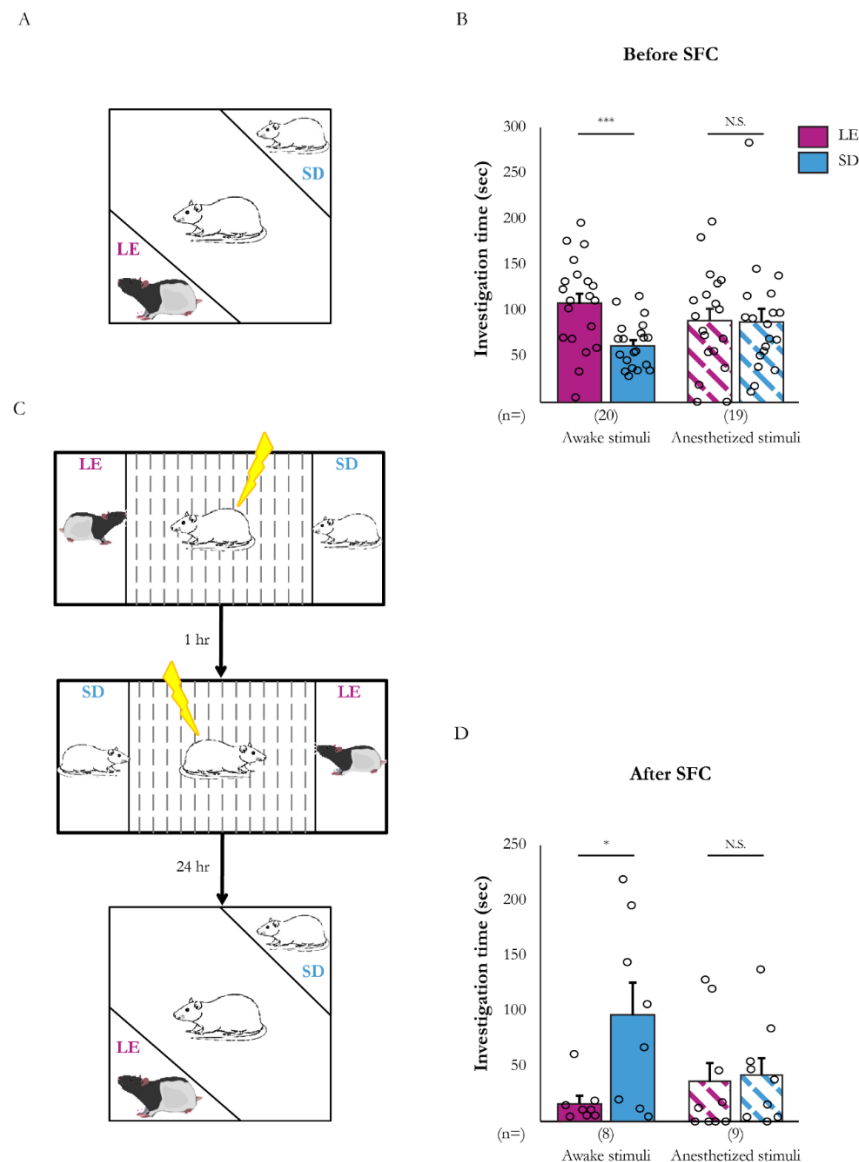 A
SD
LE
B
Before SFC
***
N.S.
LE
SD
Investigation time (sec)
300
250
200
150
100
50
(n=)
(20)
(19)
Awake stimuli
Anesthetized stimuli
C
LE
SD
1 hr
SD
LE
24 hr
SD
LE
D
After SFC
*
N.S.
Investigation time (sec)
250
200
150
100
50
(n=)
(8)
(9)
Awake stimuli
Anesthetized stimuli